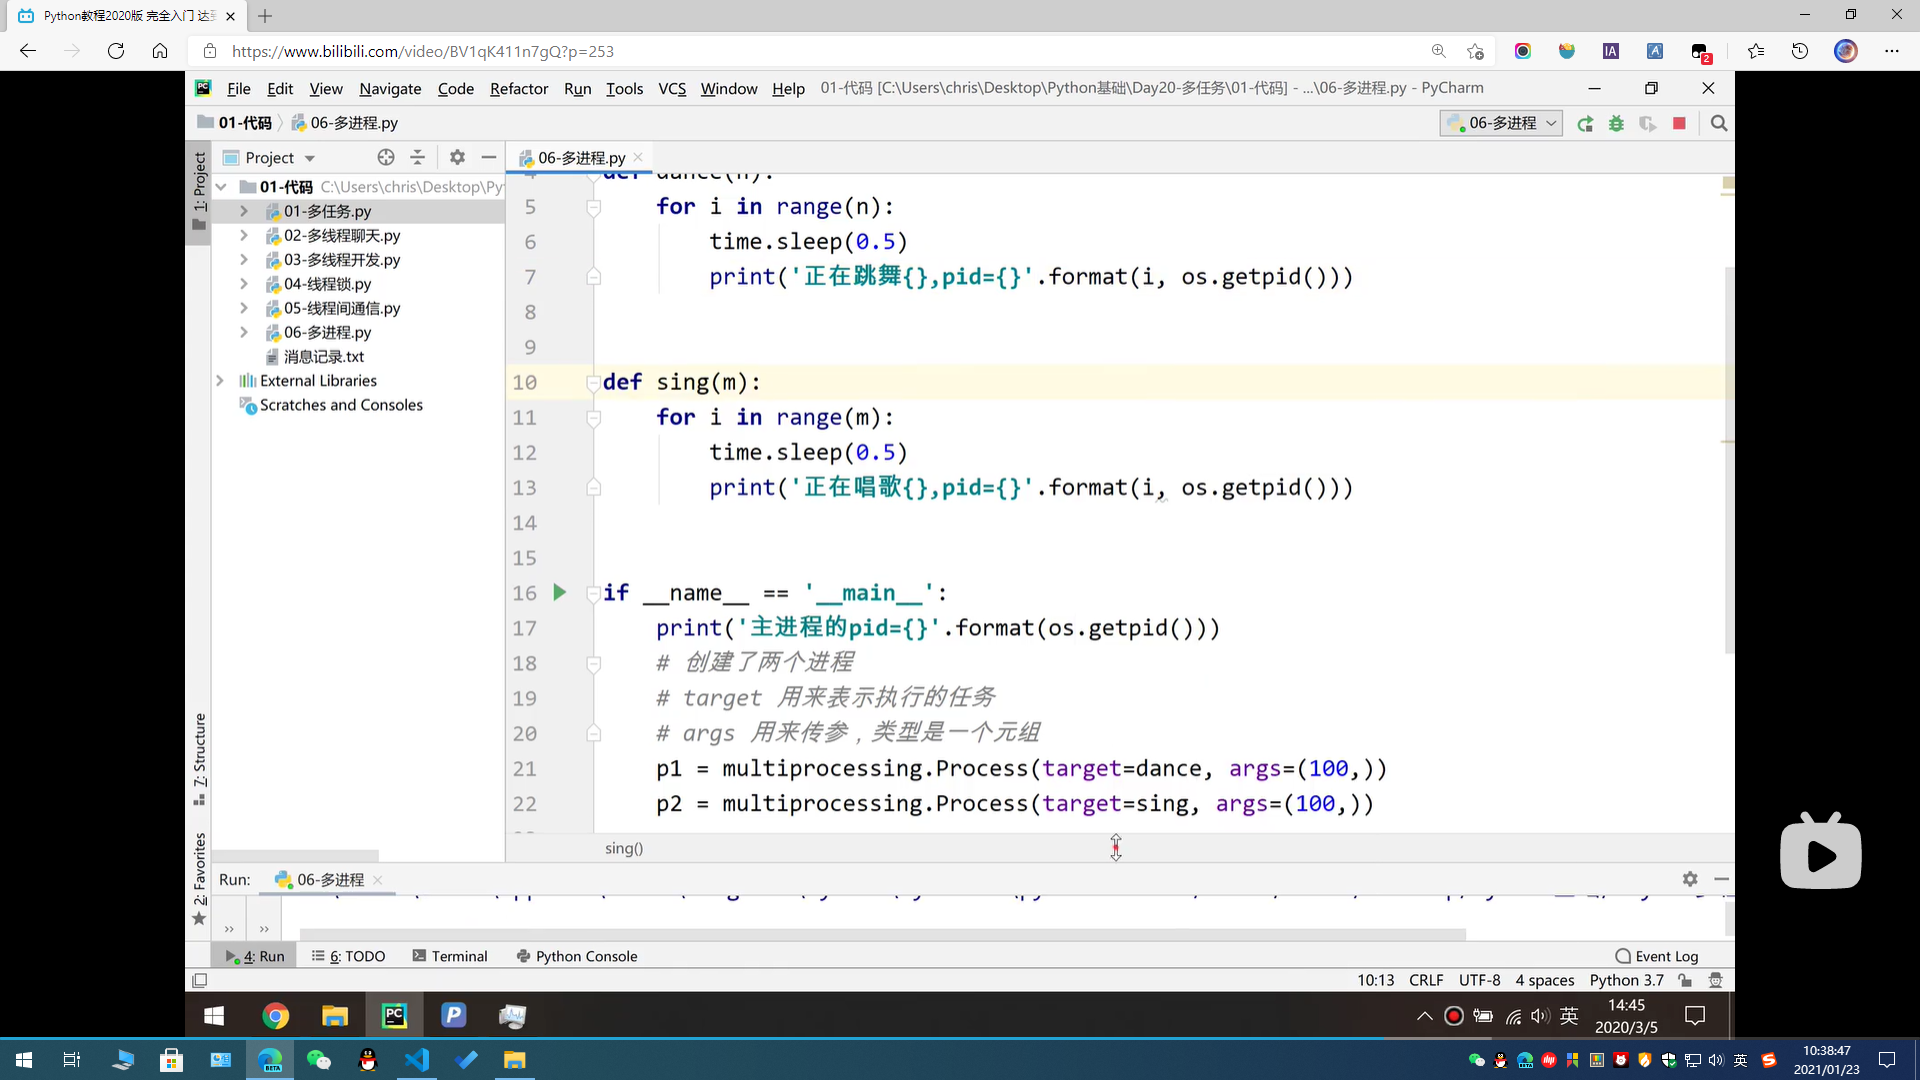 Python教程2020版 完全入门 达
https://www.bilibili.com/video/BV1qK411n7gQ?p=253
IA
A
2
PC
File Edit View Navigate Code Refactor Run Tools VCS Window Help 01-代码 [C:\Users\chris\Desktop\Python基础\Day20-多任务\01-代码] - ...\06-多进程.py - PyCharm
01-代码 06-多进程.py
06-多进程
1: Project
Project
06-多进程.py
01-代码 C:\Users\chris\Desktop\Py
01-多任务.py
02-多线程聊天.py
03-多线程开发.py
04-线程锁.py
05-线程间通信.py
06-多进程.py
消息记录.txt
External Libraries
Scratches and Consoles
4 def dance(n):
5 for i in range(n):
6 time.sleep(0.5)
7 print('正在跳舞{},pid={}'.format(i, os.getpid()))
8
9
10 def sing(m):
11 for i in range(m):
12 time.sleep(0.5)
13 print('正在唱歌{},pid={}'.format(i, os.getpid()))
14
15
16 if __name__ == '__main__':
17 print('主进程的pid={}'.format(os.getpid()))
18 # 创建了两个进程
19 # target 用来表示执行的任务
20 # args 用来传参，类型是一个元组
21 p1 = multiprocessing.Process(target=dance, args=(100,))
22 p2 = multiprocessing.Process(target=sing, args=(100,))
sing()
7: Structure
2: Favorites
Run: 06-多进程
4: Run 6: TODO Terminal Python Console Event Log
10:13 CRLF UTF-8 4 spaces Python 3.7
PC
P
英
14:45
2020/3/5
BETA
英
10:38:47
2021/01/23